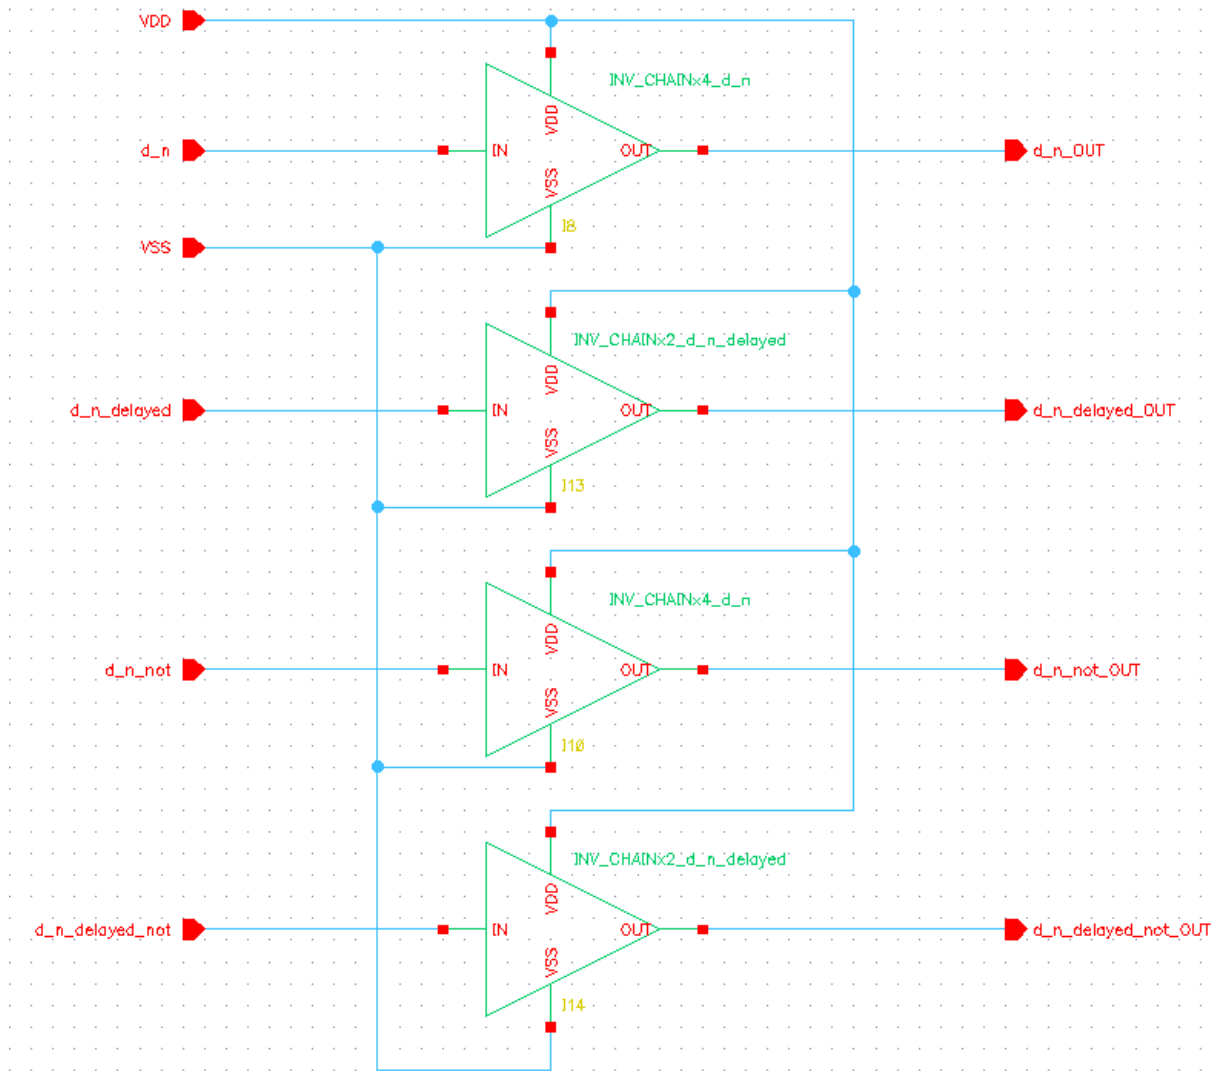 VDD
INV_CHAINx4_d_n
VDD
d_n
IN
OUT
d_n_OUT
VSS
I8
VSS
INV_CHAINx2_d_n_delayed
VDD
d_n_delayed
IN
OUT
d_n_delayed_OUT
VSS
I13
INV_CHAINx4_d_n
VDD
d_n_not
IN
OUT
d_n_not_OUT
VSS
I10
INV_CHAINx2_d_n_delayed
VDD
d_n_delayed_not
IN
OUT
d_n_delayed_not_OUT
VSS
I14